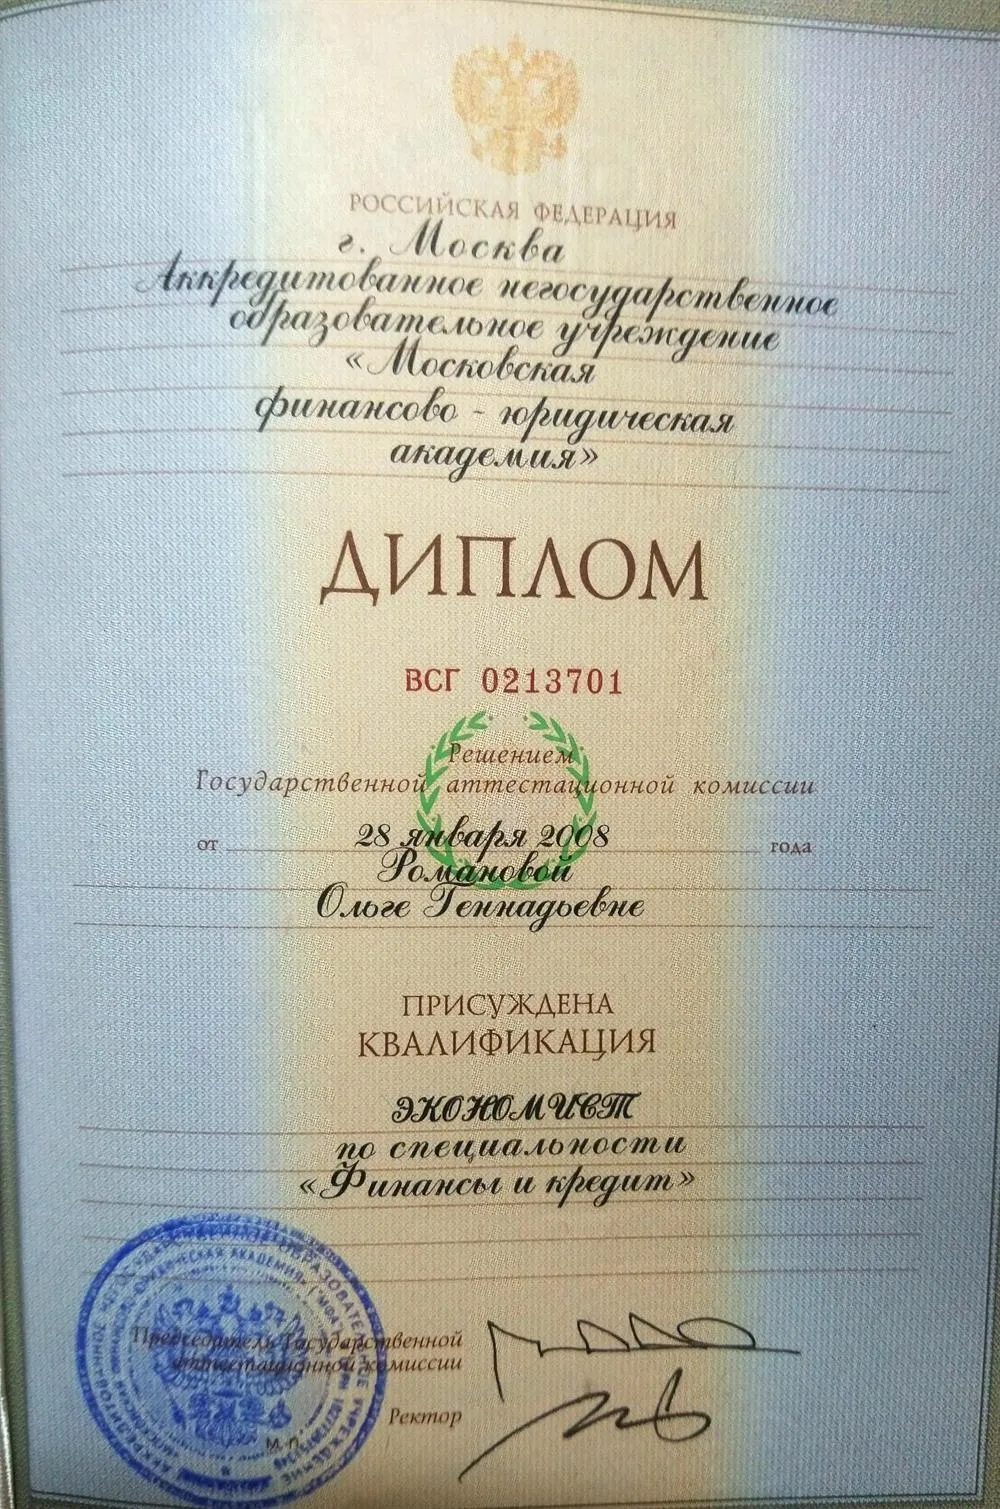 РОССИЙСКАЯ ФЕДЕРАЦИЯ
г. Москва
Аккредитованное негосударственное
образовательное учреждение
«Московская
финансово - юридическая
академия»
ДИПЛОМ
ВСГ 0213701
Решением
Государственной аттестационной комиссии
от 28 января 2008 года
Романовой
Ольге Геннадьевне
ПРИСУЖДЕНА
КВАЛИФИКАЦИЯ
ЭКОНОМИСТ
по специальности
«Финансы и кредит»
Председатель Государственной
аттестационной комиссии
Ректор
М.П.